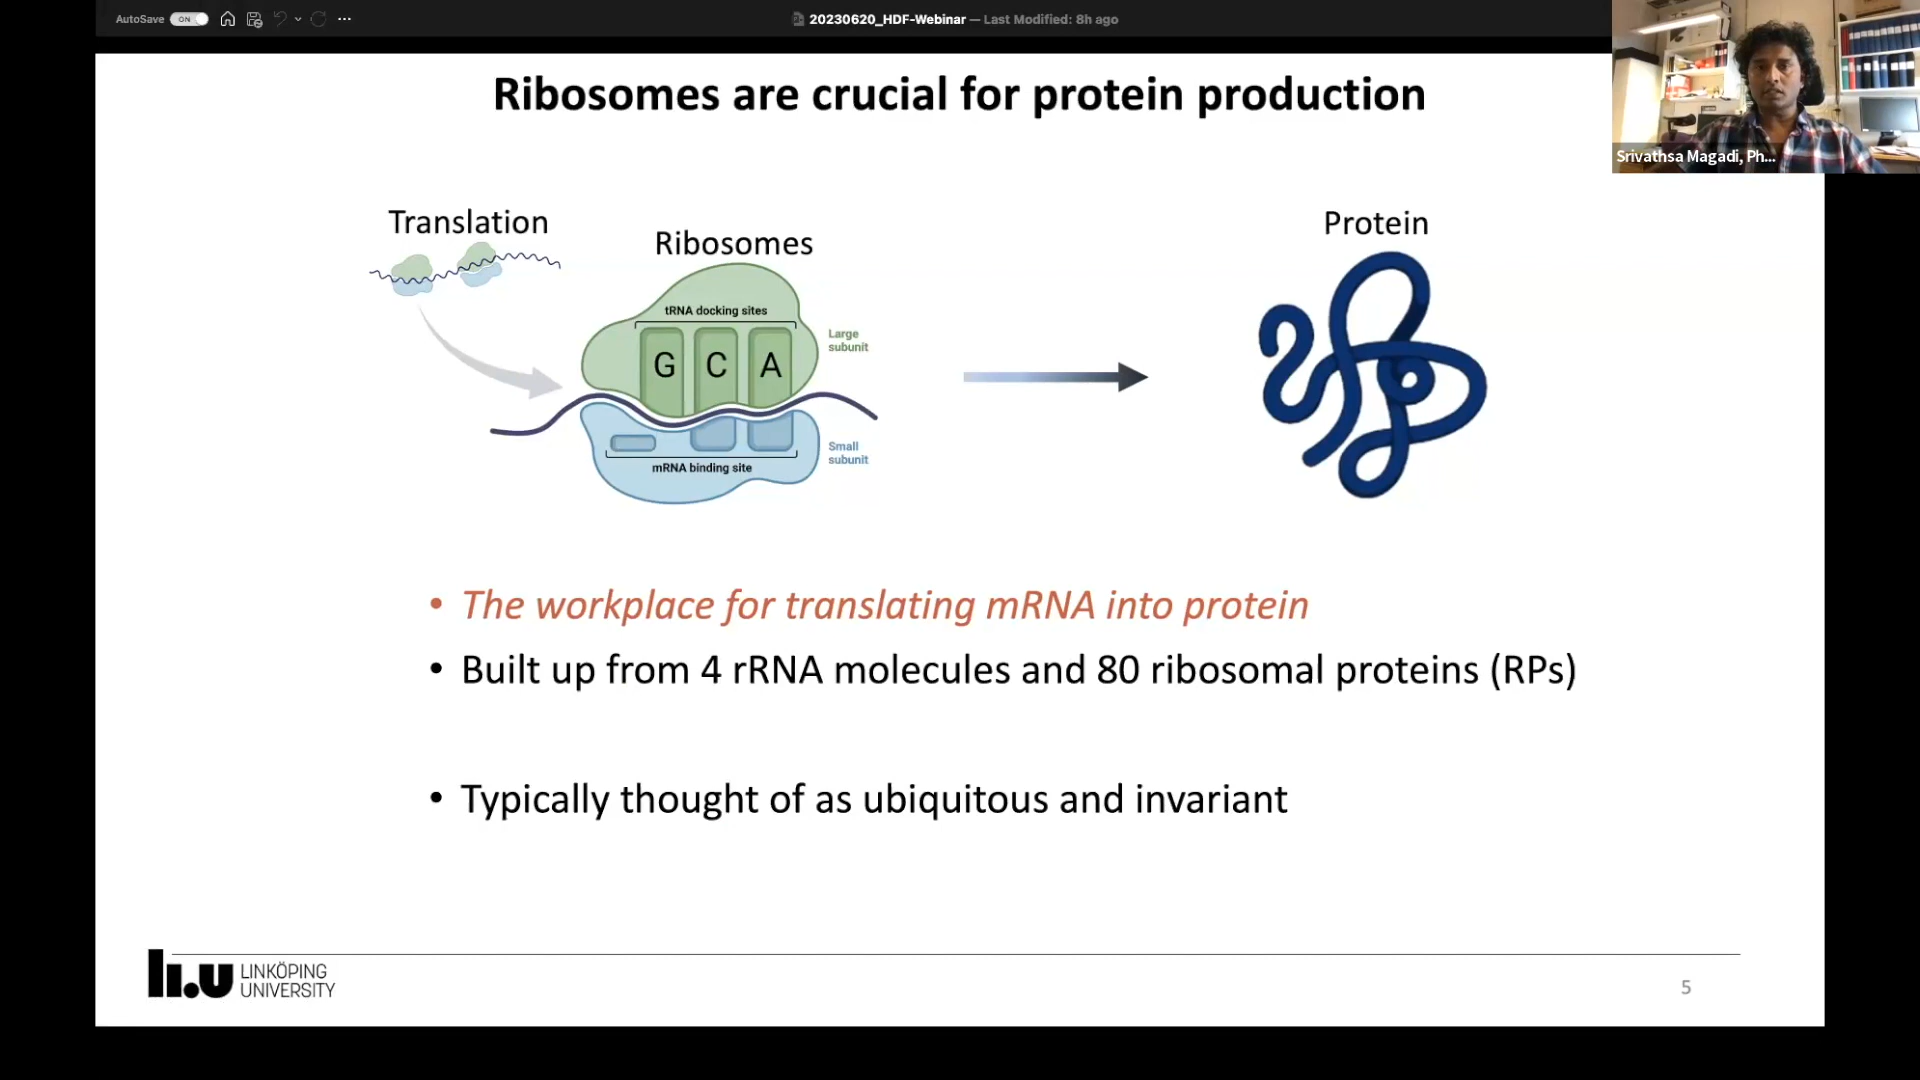 AutoSave ON
20230620_HDF-Webinar — Last Modified: 8h ago
Srivathsa Magadi, Ph...
Ribosomes are crucial for protein production
Translation
Ribosomes
Protein
tRNA docking sites
Large
subunit
G C A
Small
subunit
mRNA binding site
• The workplace for translating mRNA into protein
• Built up from 4 rRNA molecules and 80 ribosomal proteins (RPs)
• Typically thought of as ubiquitous and invariant
li.u LINKÖPING
UNIVERSITY
5